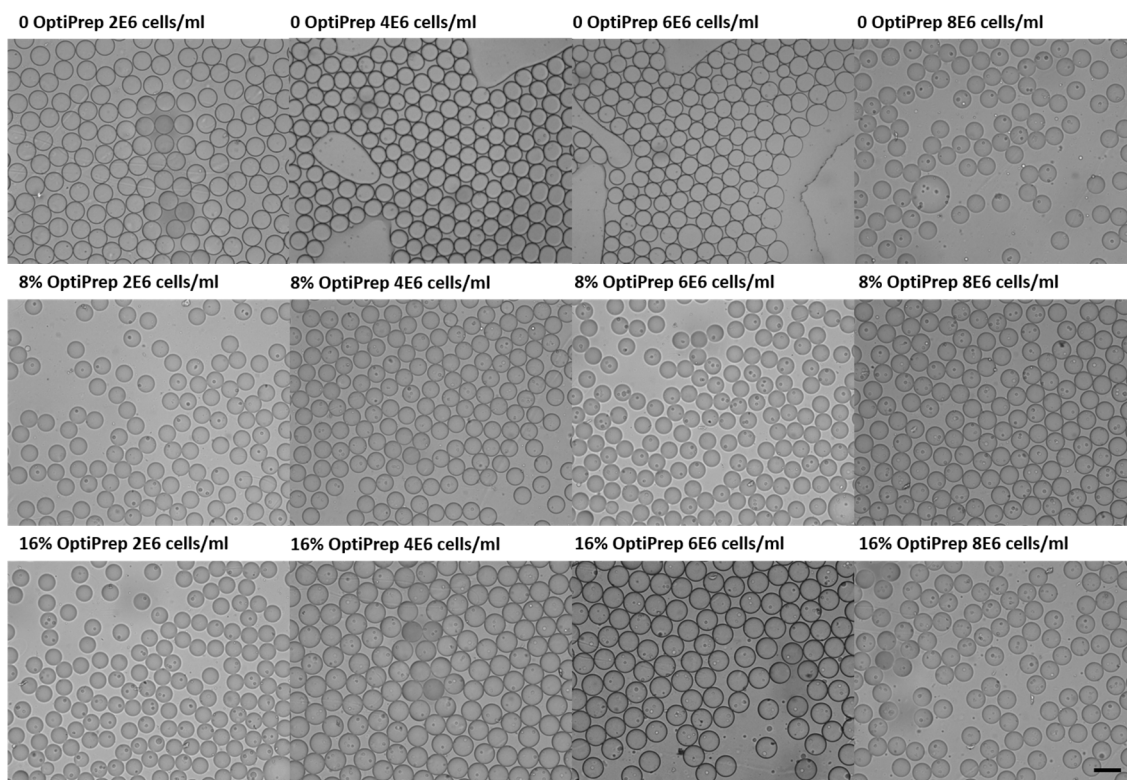 0 OptiPrep 2E6 cells/ml
0 OptiPrep 4E6 cells/ml
0 OptiPrep 6E6 cells/ml
0 OptiPrep 8E6 cells/ml
8% OptiPrep 2E6 cells/ml
8% OptiPrep 4E6 cells/ml
8% OptiPrep 6E6 cells/ml
8% OptiPrep 8E6 cells/ml
16% OptiPrep 2E6 cells/ml
16% OptiPrep 4E6 cells/ml
16% OptiPrep 6E6 cells/ml
16% OptiPrep 8E6 cells/ml